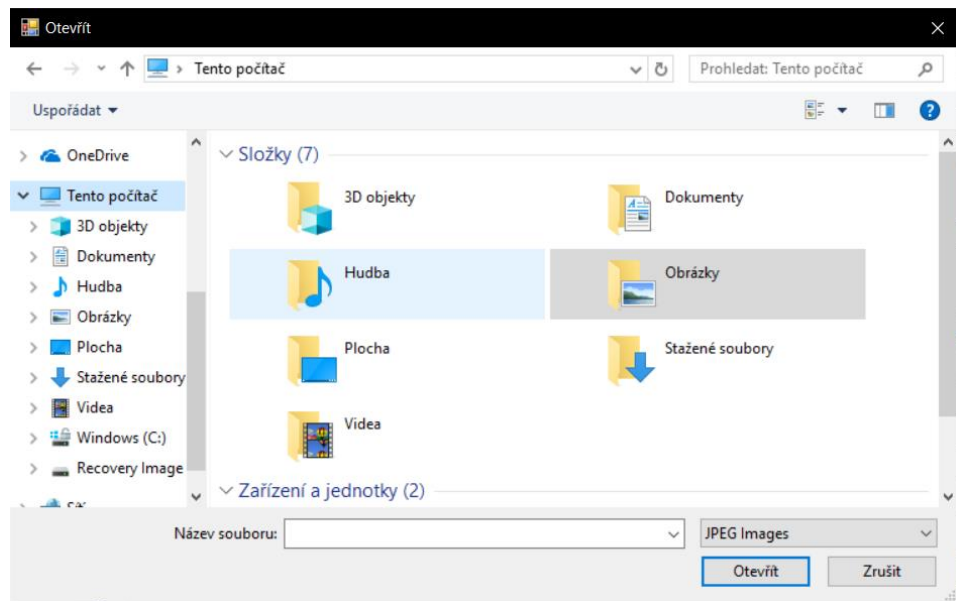 Otevřít
Tento počítač
Prohledat: Tento počítač
Uspořádat
OneDrive
Tento počítač
3D objekty
Dokumenty
Hudba
Obrázky
Plocha
Stažené soubory
Videa
Windows (C:)
Recovery Image
Složky (7)
3D objekty
Dokumenty
Hudba
Obrázky
Plocha
Stažené soubory
Videa
Zařízení a jednotky (2)
Název souboru:
JPEG Images
Otevřít
Zrušit